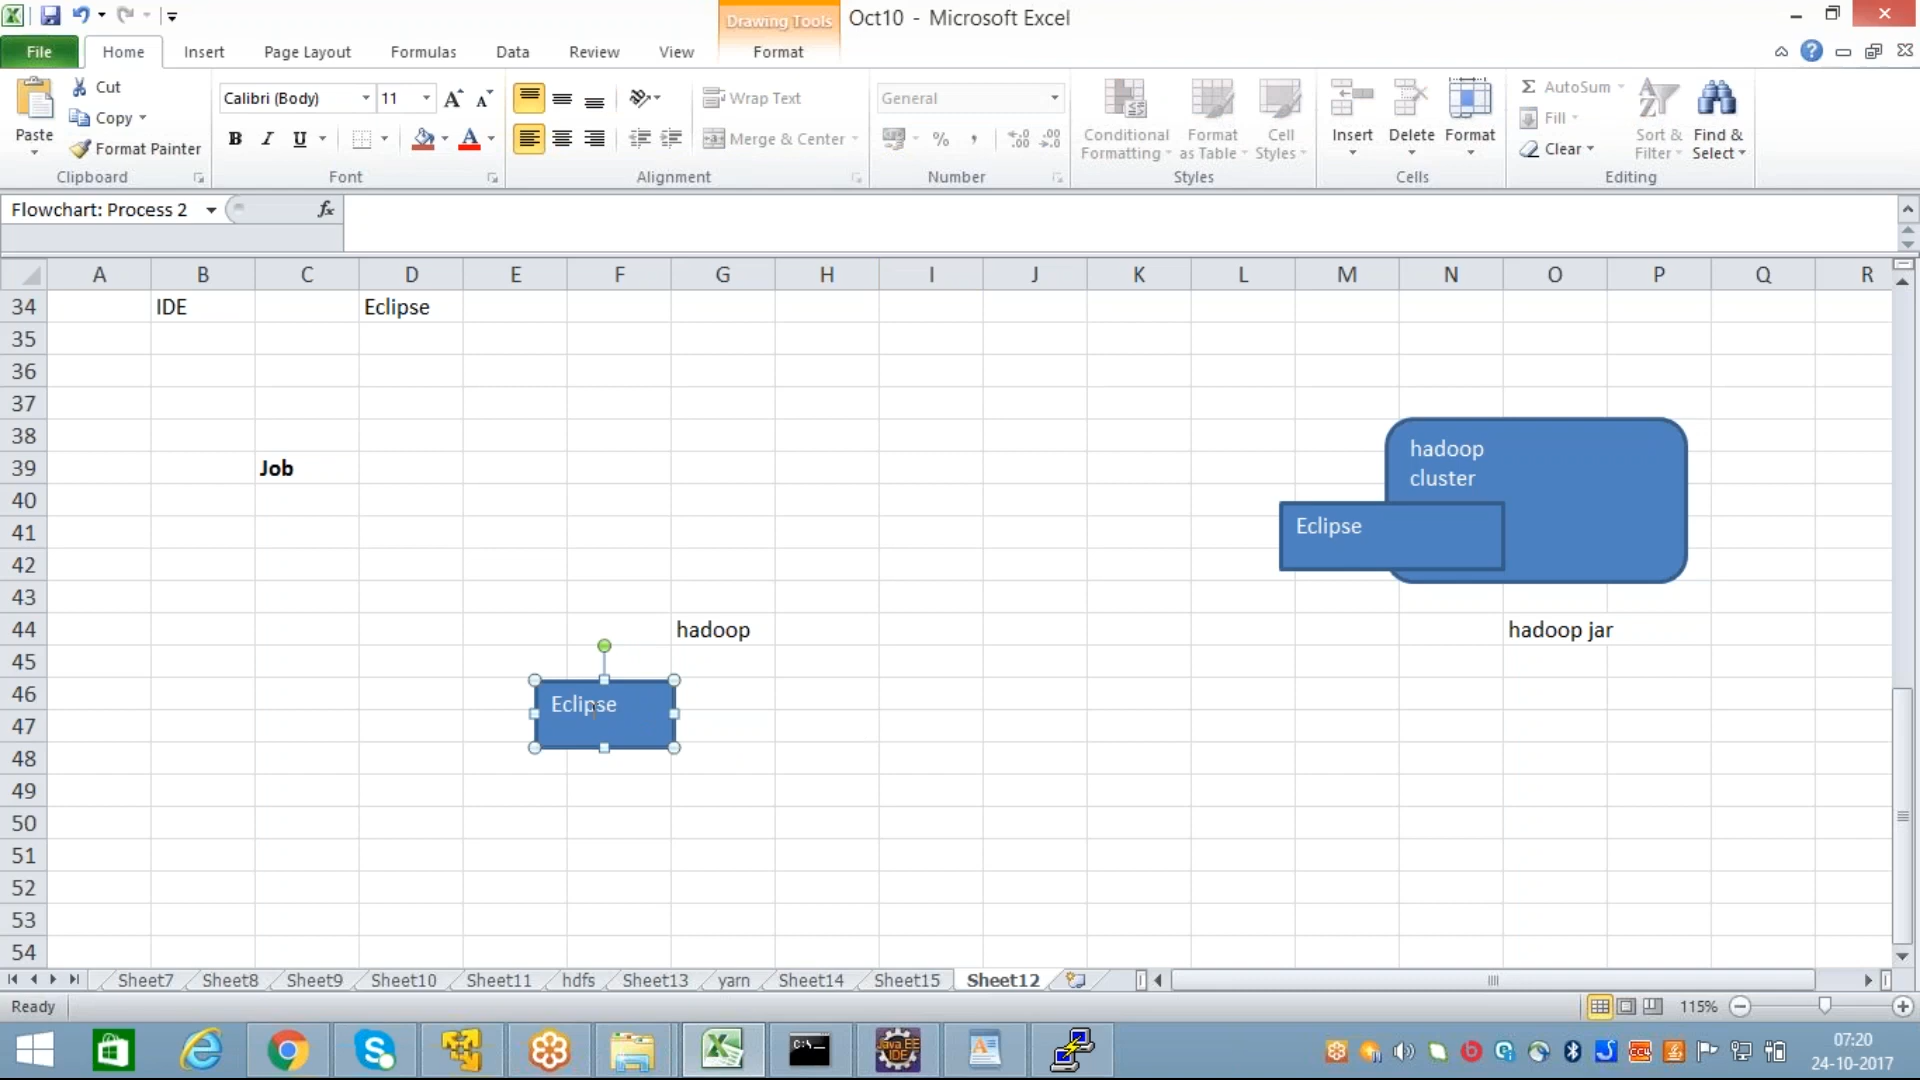 Drawing Tools
Oct10 - Microsoft Excel
File Home Insert Page Layout Formulas Data Review View Format
Paste
Cut
Copy
Format Painter
Clipboard
Calibri (Body) 11
B I U
Font
Wrap Text
Merge & Center
Alignment
General
%
Number
Conditional Formatting
Format as Table
Cell Styles
Styles
Insert
Delete
Format
Cells
AutoSum
Fill
Clear
Sort & Filter
Find & Select
Editing
Flowchart: Process 2 fx
A B C D E F G H I J K L M N O P Q R
34 IDE Eclipse
35
36
37
38
39 Job
40
41
42
43
44 hadoop hadoop jar
45
46
47
48
49
50
51
52
53
54
hadoop
cluster
Eclipse
Eclipse
Sheet7 Sheet8 Sheet9 Sheet10 Sheet11 hdfs Sheet13 yarn Sheet14 Sheet15 Sheet12
Ready 115%
C:\_
Java EE
IDE
07:20
24-10-2017